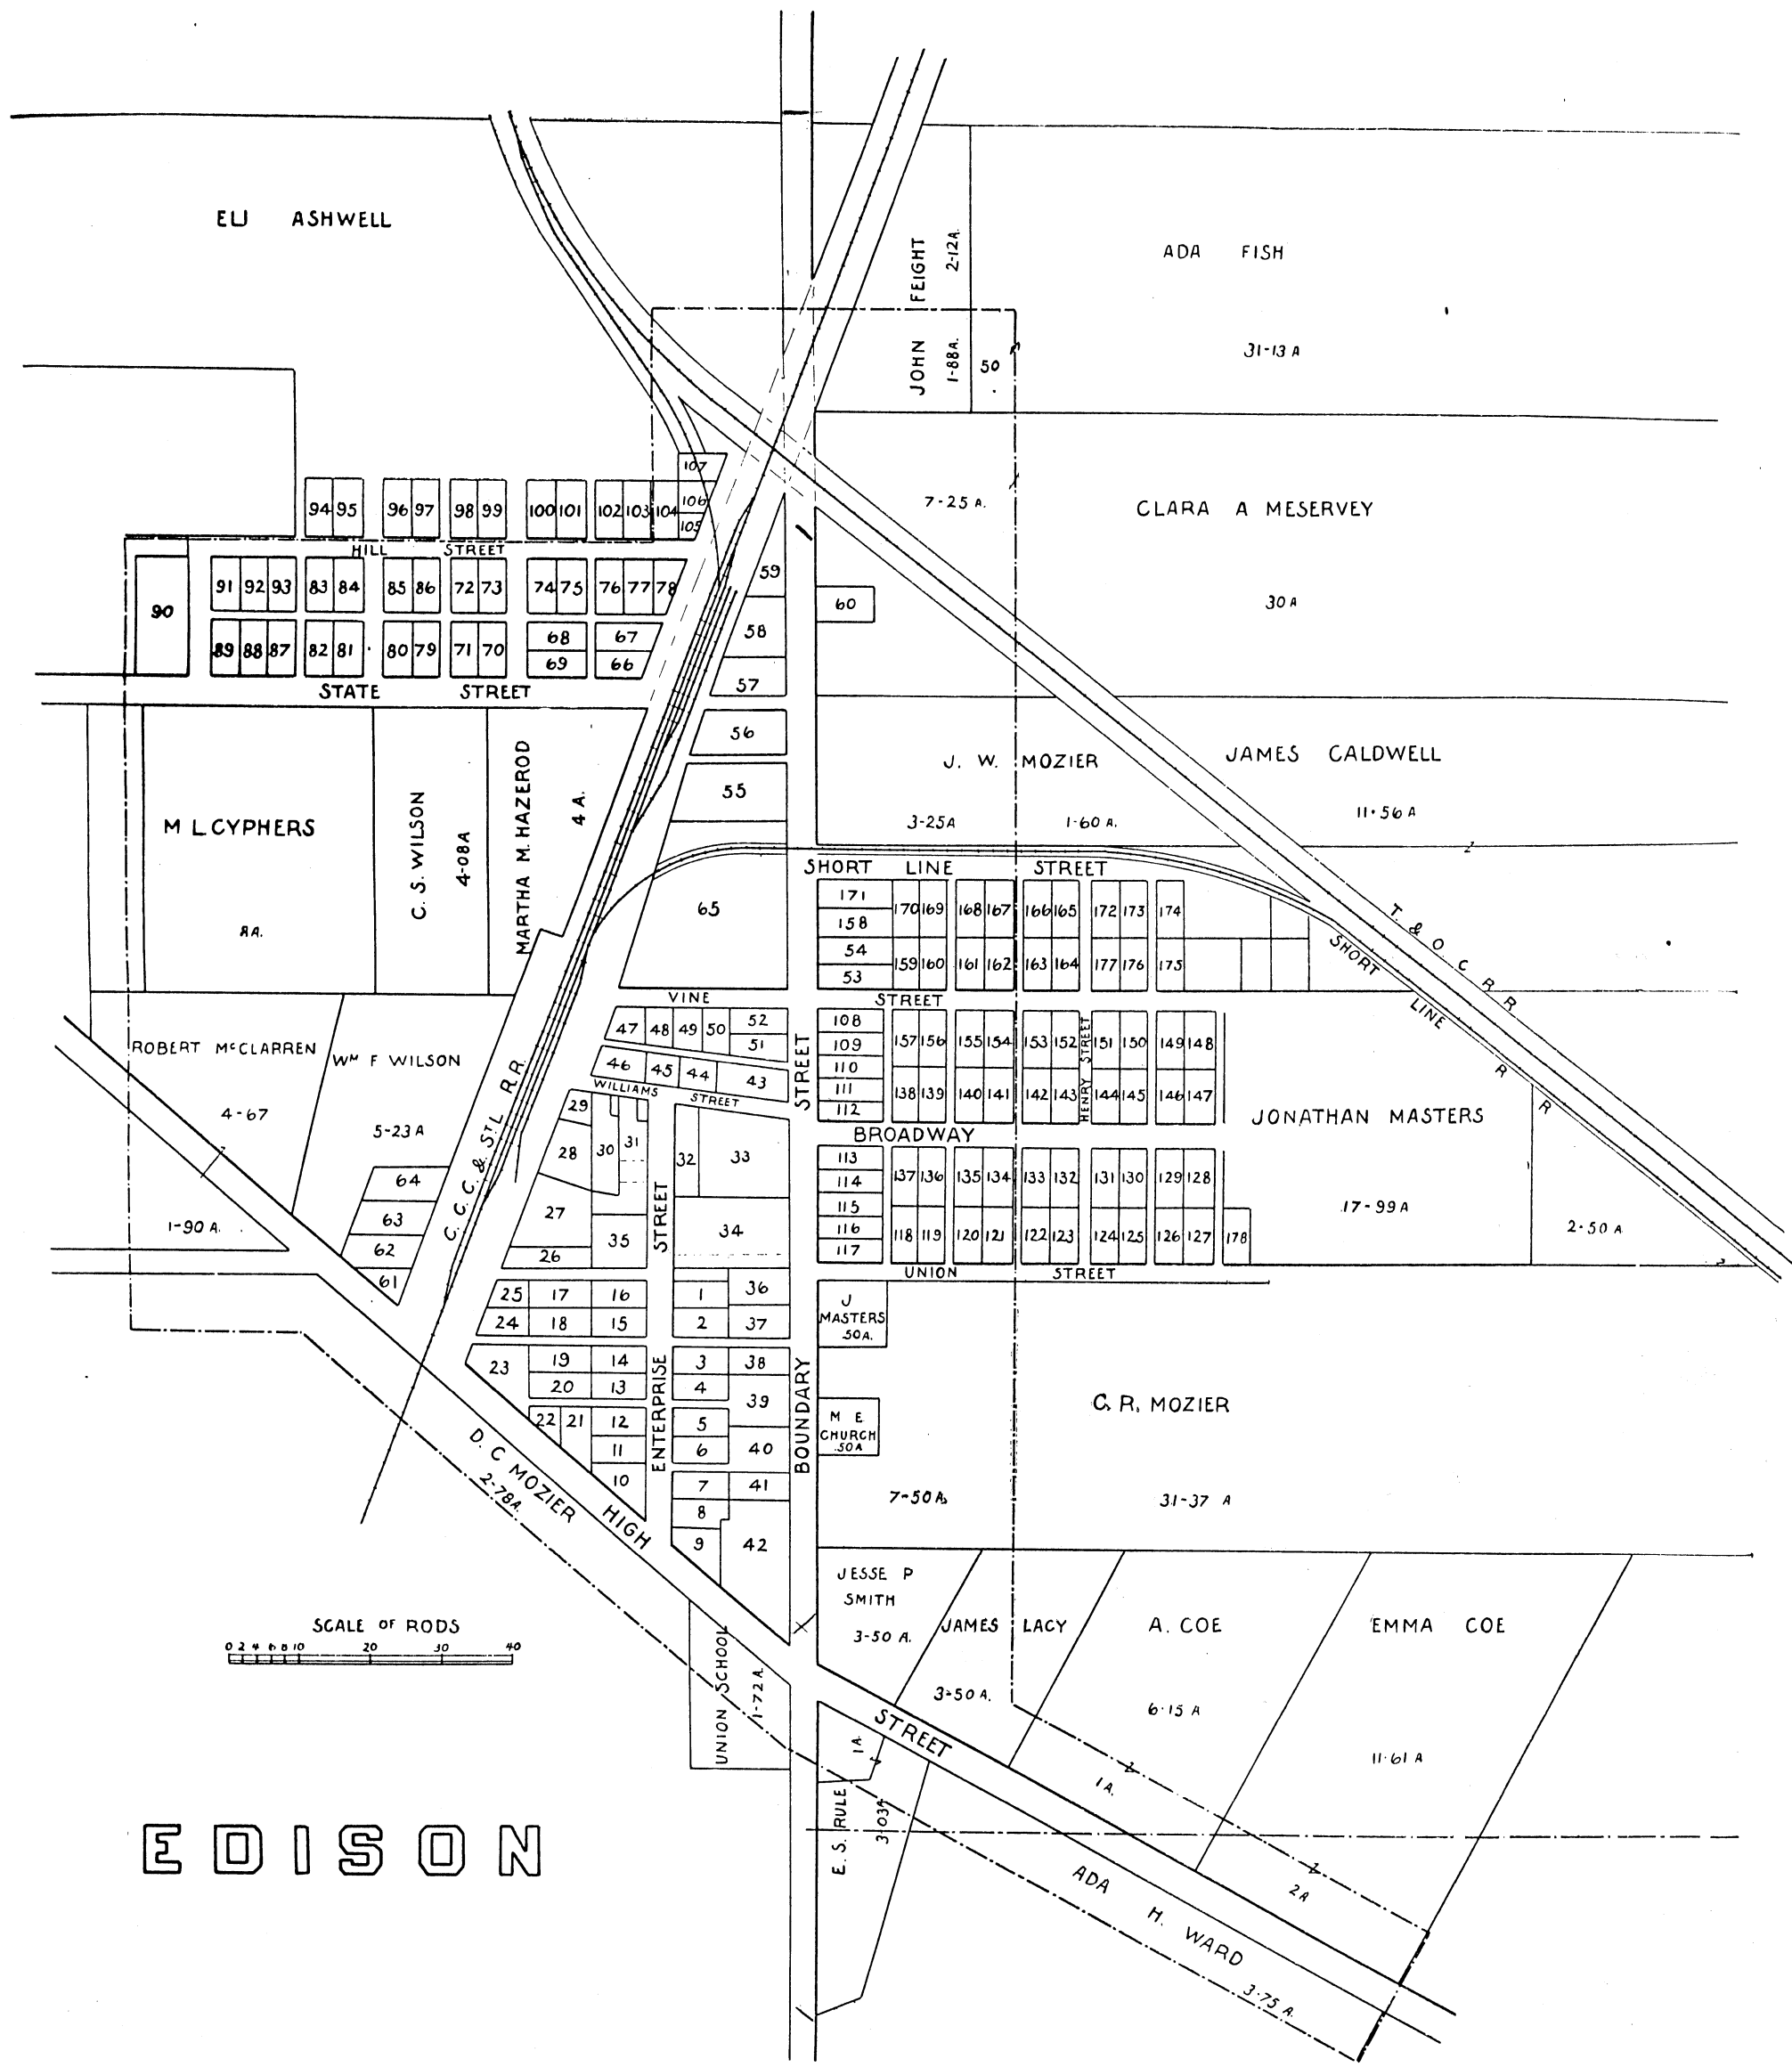 ELI ASHWELL
JOHN FEIGHT
2-12A.
1-88A.
50
ADA FISH
31-13 A
7-25 A.
CLARA A MESERVEY
30 A
107
94 95 96 97 98 99 100 101 102 103 104 106
105
HILL STREET
90
91 92 93 83 84 85 86 72 73 74 75 76 77 78
59
60
68 67
58
89 88 87 82 81 80 79 71 70
69 66
57
STATE STREET
56
55
J. W. MOZIER
3-25A
1-60 A.
JAMES CALDWELL
11-56 A
M L CYPHERS
8A.
C. S. WILSON
4-08A
MARTHA M. HAZEROD
4 A.
65
SHORT LINE STREET
171
158
170 169 168 167 166 165 172 173 174
54
53
159 160 161 162 163 164 177 176 175
T. & O. C. R R
SHORT LINE R R
VINE STREET
47 48 49 50 52
51
46 45 44 43
WILLIAMS STREET
108
109
110
111
112
157 156 155 154 153 152 151 150 149 148
138 139 140 141 142 143 144 145 146 147
HENRY STREET
BROADWAY
JONATHAN MASTERS
17-99 A
2-50 A.
ROBERT McCLARREN
4-67
WM F WILSON
5-23 A
1-90 A.
64
63
62
61
C. C. C. & ST L R.R.
29
28 30 31
32 33
27
26
35
34
113
114
115
116
117
137 136 135 134 133 132 131 130 129 128
118 119 120 121 122 123 124 125 126 127 178
UNION STREET
25 17 16 1 36
24 18 15 2 37
23 19 14 3 38
20 13 4 39
22 21 12 5
11 6 40
10 7 41
8
9 42
ENTERPRISE STREET
BOUNDARY STREET
J
MASTERS
.50A.
M E
CHURCH
.50A
C. R. MOZIER
7-50 A.
31-37 A
D. C MOZIER
2-78A.
HIGH STREET
JESSE P
SMITH
3-50 A.
JAMES LACY
3-50 A.
A. COE
6-15 A
EMMA COE
11-61 A
SCALE OF RODS
0 2 4 6 8 10 20 30 40
UNION SCHOOL
1-72 A.
1A.
1A.
2A
E. S. RULE
3-03A
ADA H. WARD
3-75 A.
EDISON